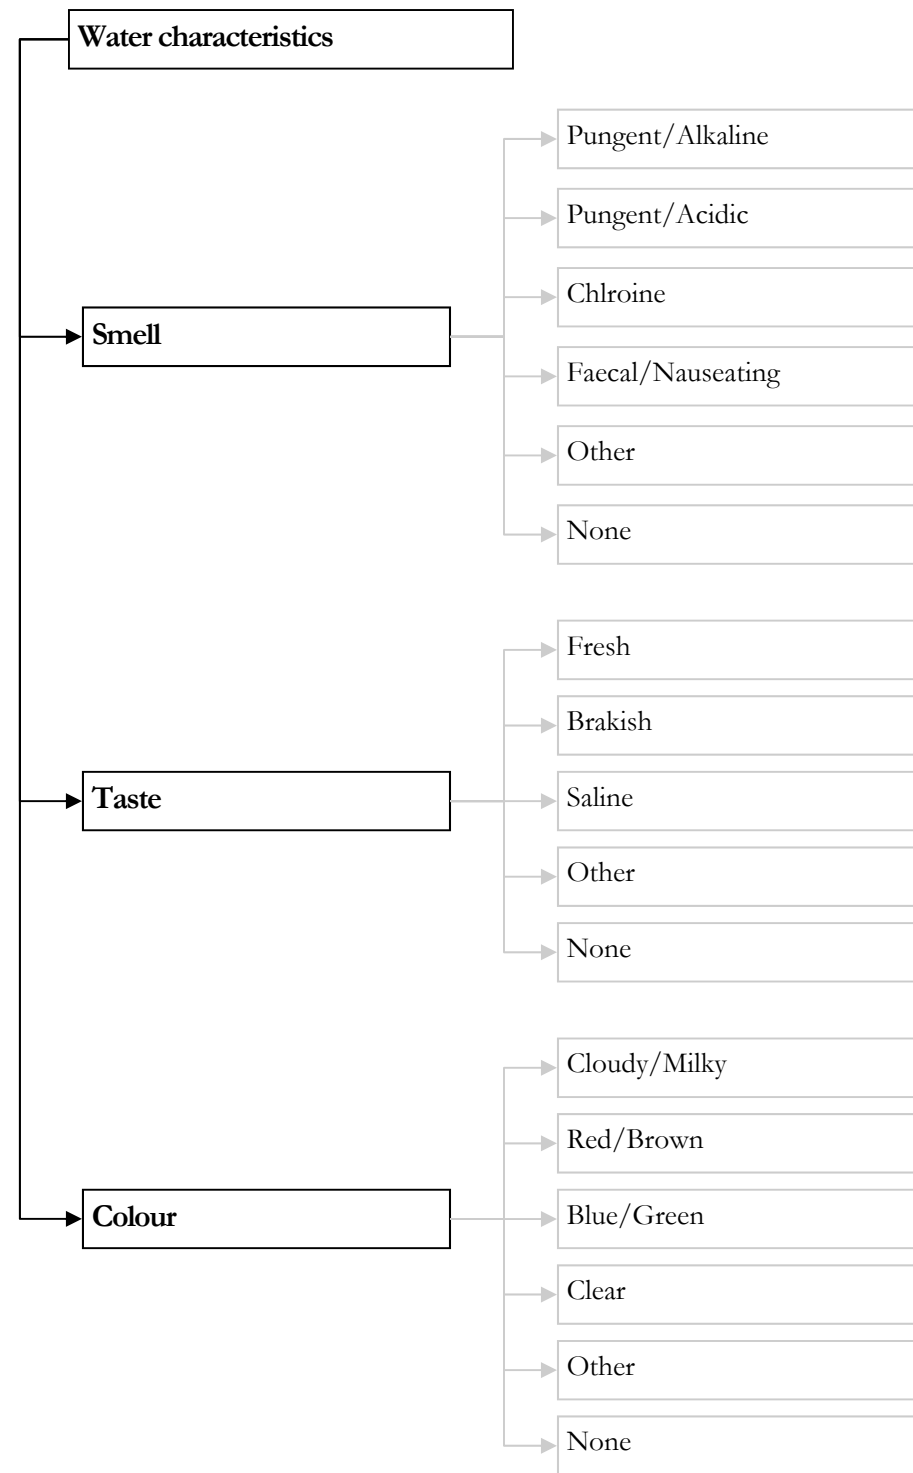 Water characteristics
Pungent/Alkaline
Pungent/Acidic
Chlroine
Smell
Faecal/Nauseating
Other
None
Fresh
Brakish
Taste
Saline
Other
None
Cloudy/Milky
Red/Brown
Colour
Blue/Green
Clear
Other
None